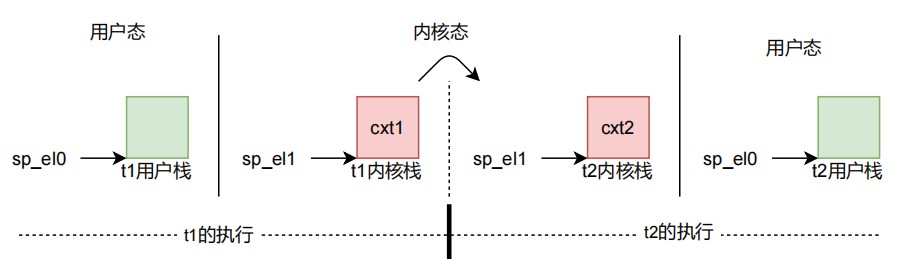 用户态
内核态
用户态
cxt1
cxt2
sp_el0
t1用户栈
sp_el1
t1内核栈
sp_el1
t2内核栈
sp_el0
t2用户栈
t1的执行
t2的执行